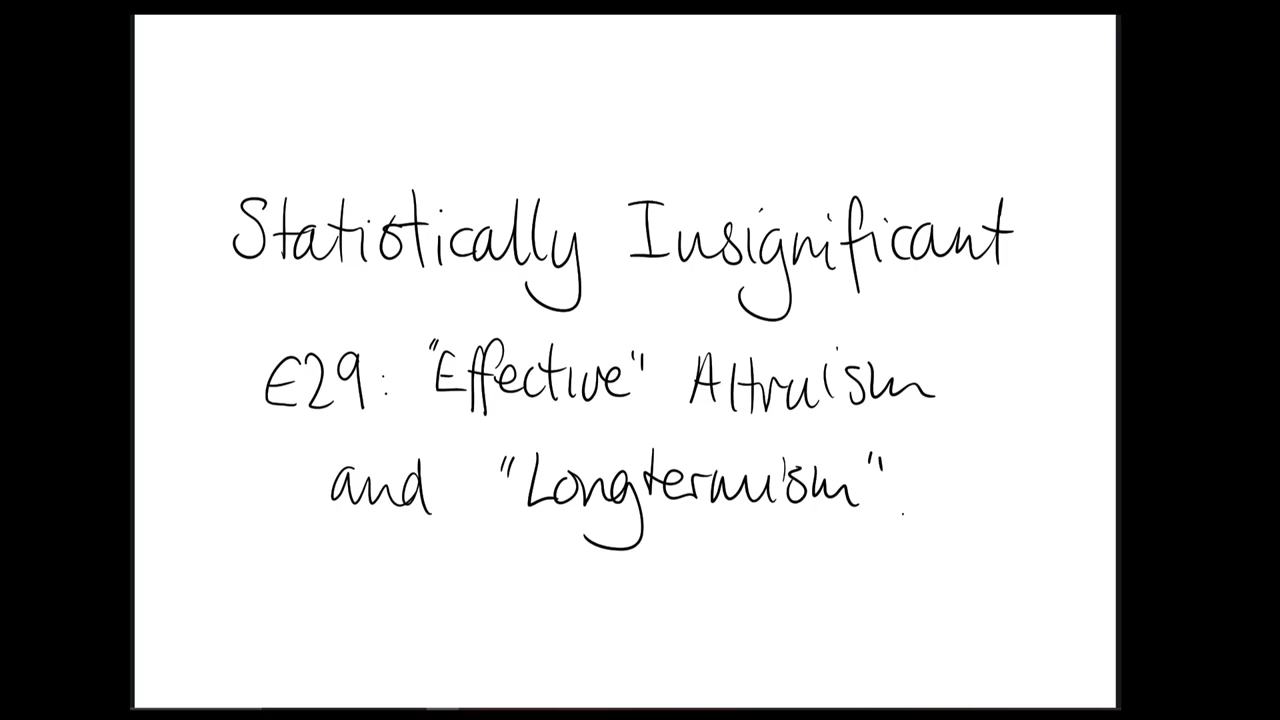 Statistically Insignificant
E29: "Effective" Altruism
and "Longtermism".